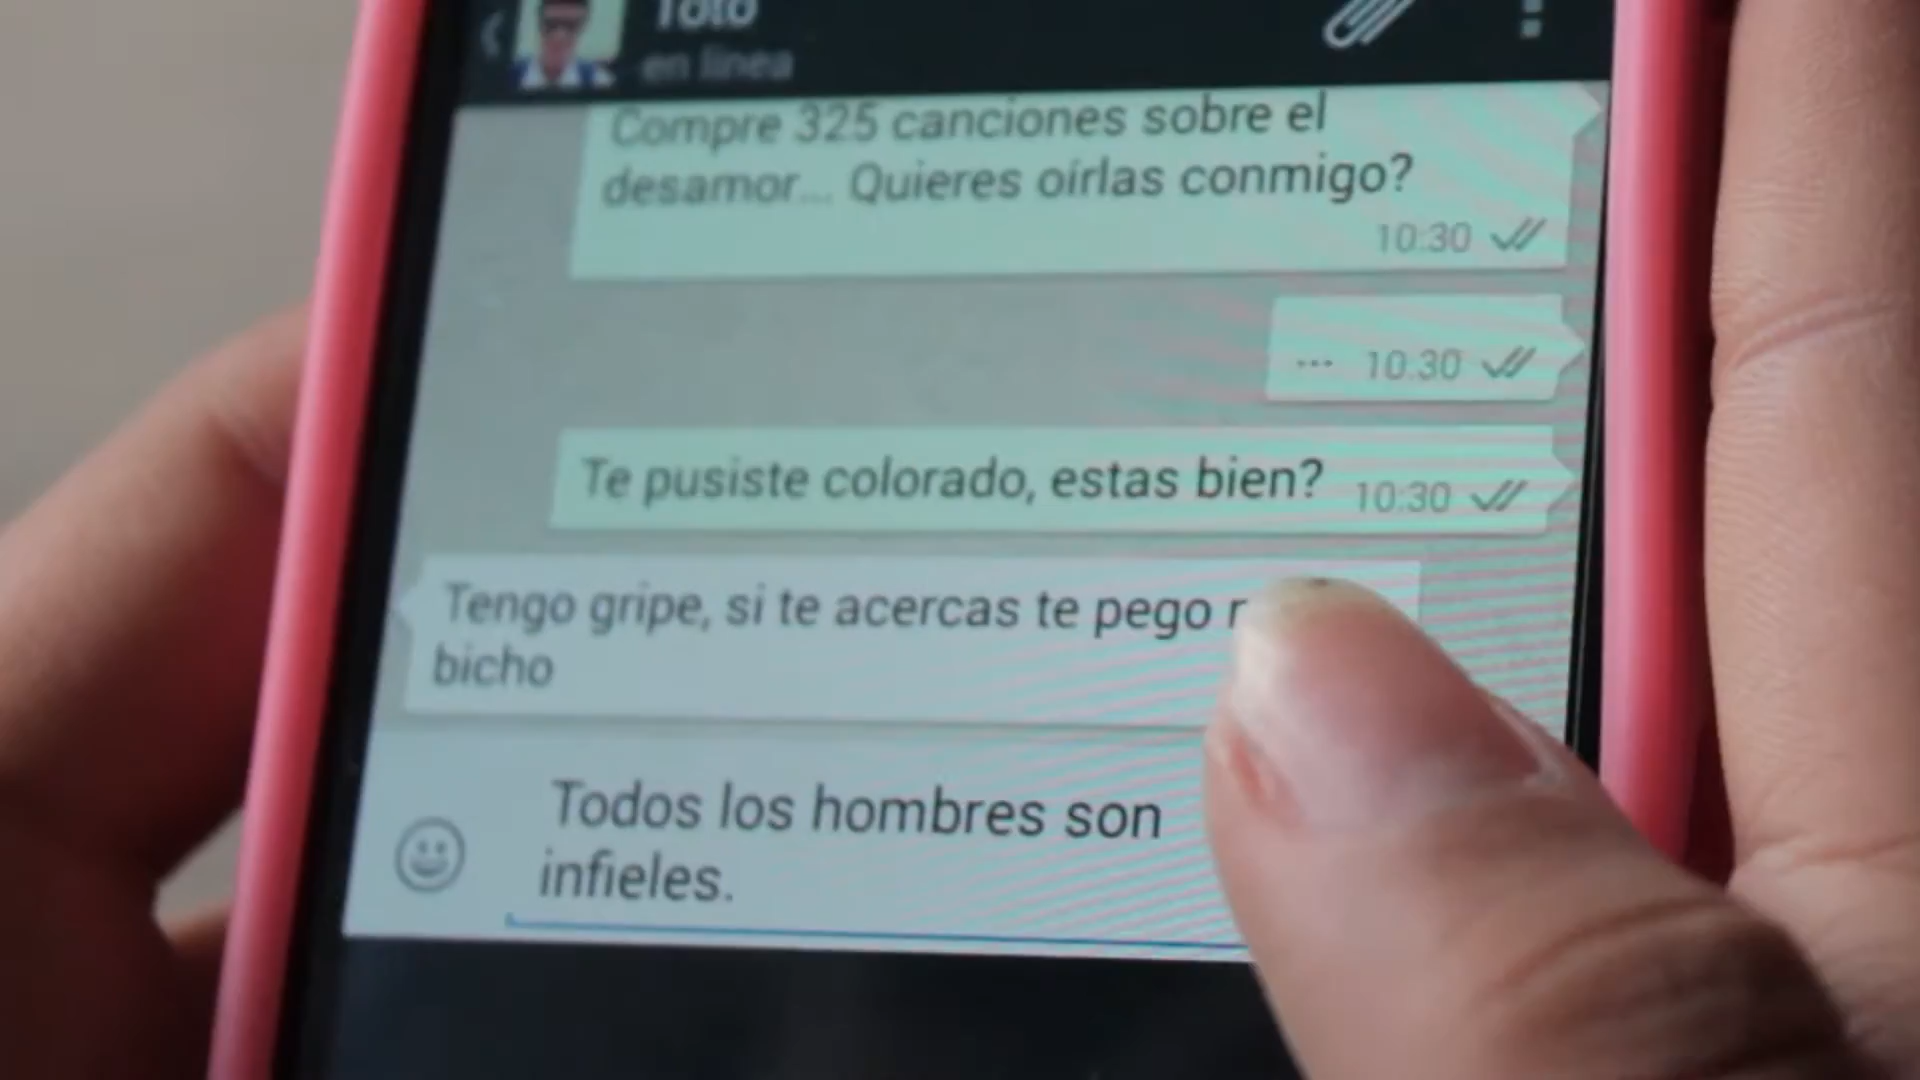 Toto
en línea
Compre 325 canciones sobre el
desamor... Quieres oírlas conmigo?
10:30
... 10:30
Te pusiste colorado, estas bien? 10:30
Tengo gripe, si te acercas te pego
bicho
Todos los hombres son
infieles.